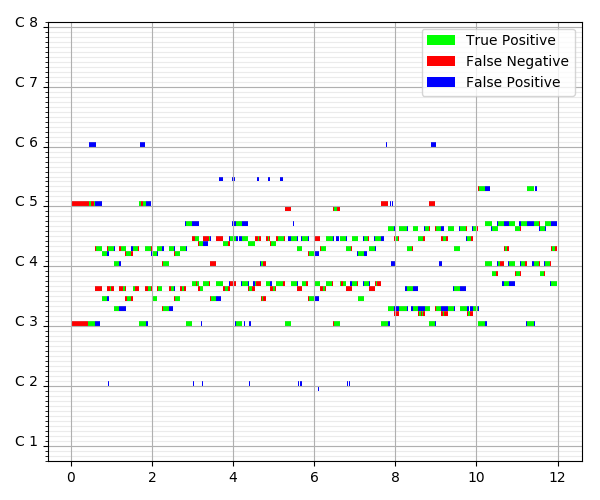 C 8
True Positive
False Negative
False Positive
C 7
C 6
C 5
C 4
C 3
C 2
C 1
0 2 4 6 8 10 12